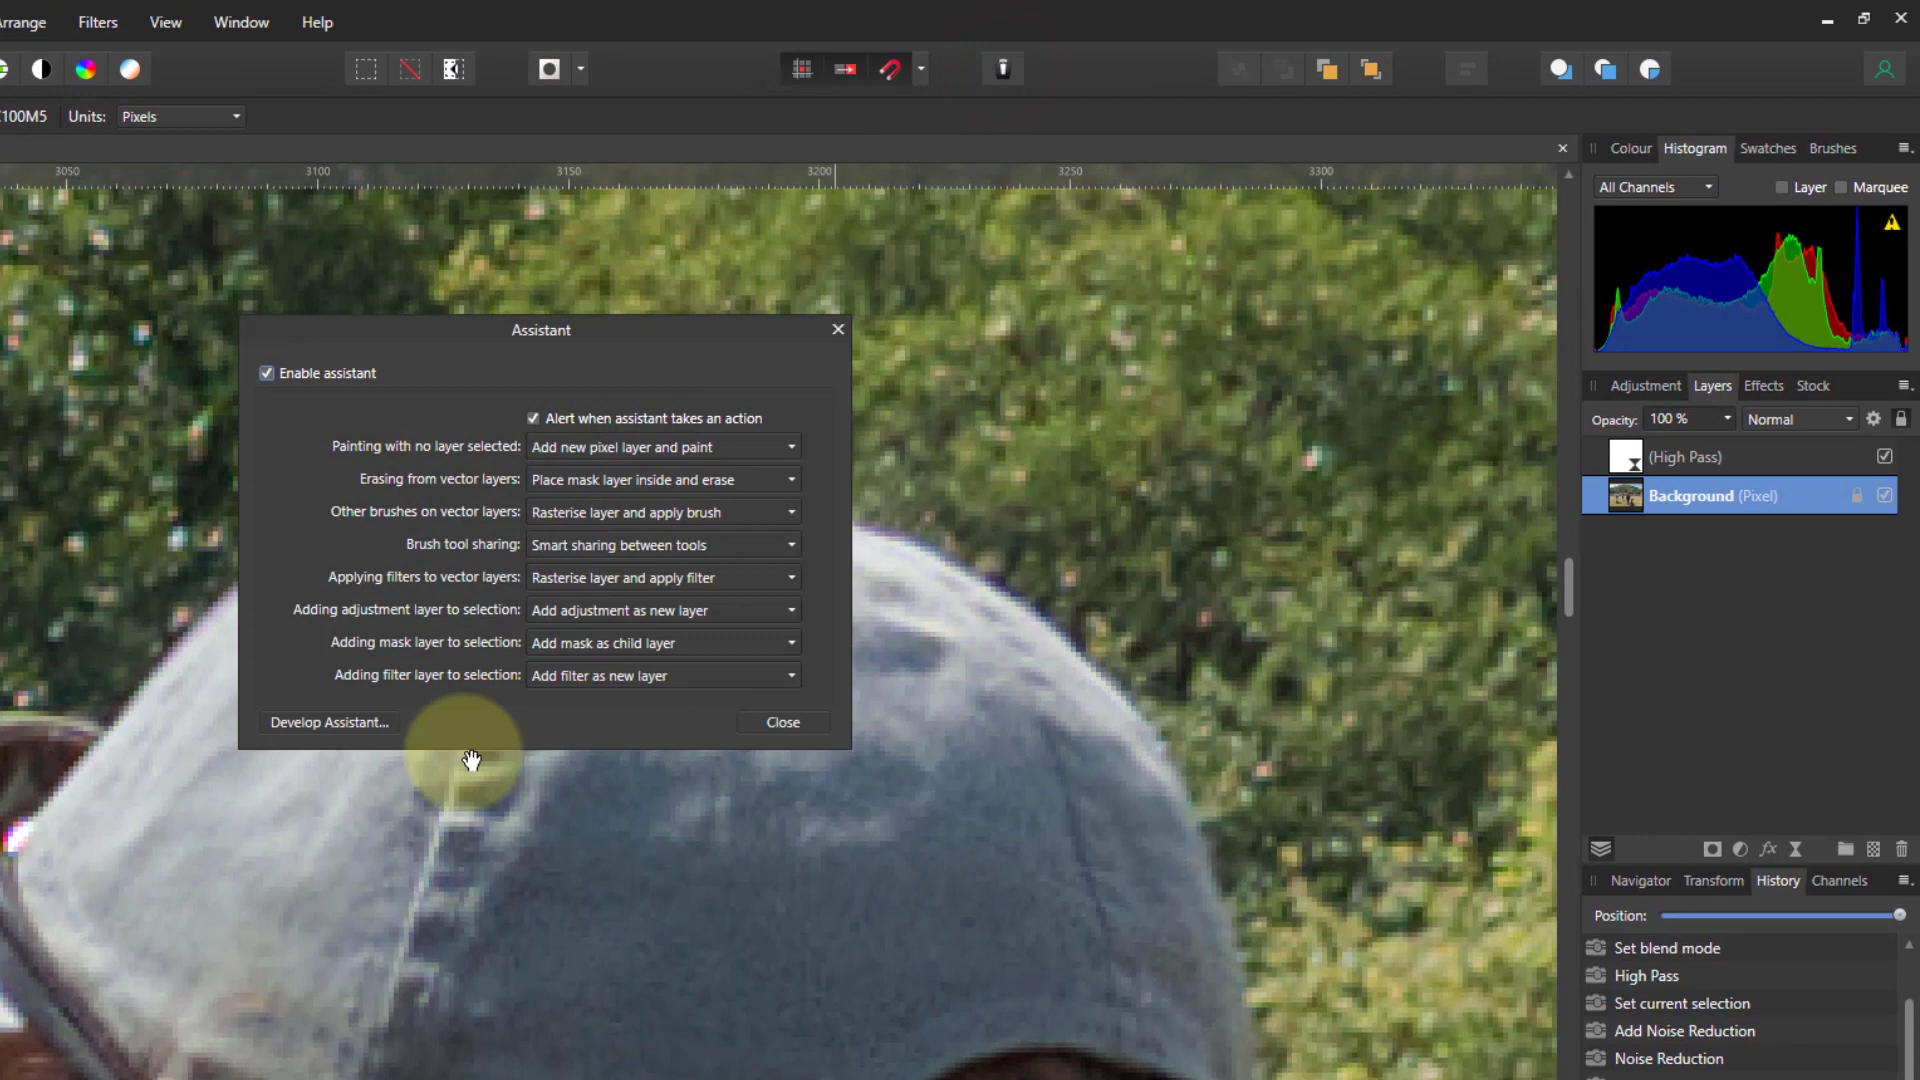 Arrange Filters View Window Help
100M5 Units: Pixels
3050 3100 3150 3200 3250 3300
Colour Histogram Swatches Brushes
All Channels Layer Marquee
Assistant
Enable assistant
Alert when assistant takes an action
Painting with no layer selected: Add new pixel layer and paint
Erasing from vector layers: Place mask layer inside and erase
Other brushes on vector layers: Rasterise layer and apply brush
Brush tool sharing: Smart sharing between tools
Applying filters to vector layers: Rasterise layer and apply filter
Adding adjustment layer to selection: Add adjustment as new layer
Adding mask layer to selection: Add mask as child layer
Adding filter layer to selection: Add filter as new layer
Develop Assistant... Close
Adjustment Layers Effects Stock
Opacity: 100 % Normal
(High Pass)
Background (Pixel)
fx
Navigator Transform History Channels
Position:
Set blend mode
High Pass
Set current selection
Add Noise Reduction
Noise Reduction